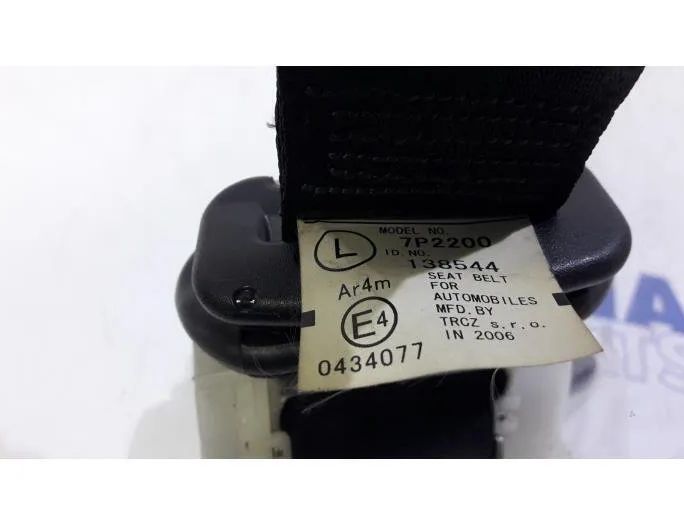 MODEL NO.
7P2200
ID. NO.
138544
L
Ar4m
E4
0434077
SEAT BELT
FOR
AUTOMOBILES
MFD. BY
TRCZ s.r.o.
IN 2006